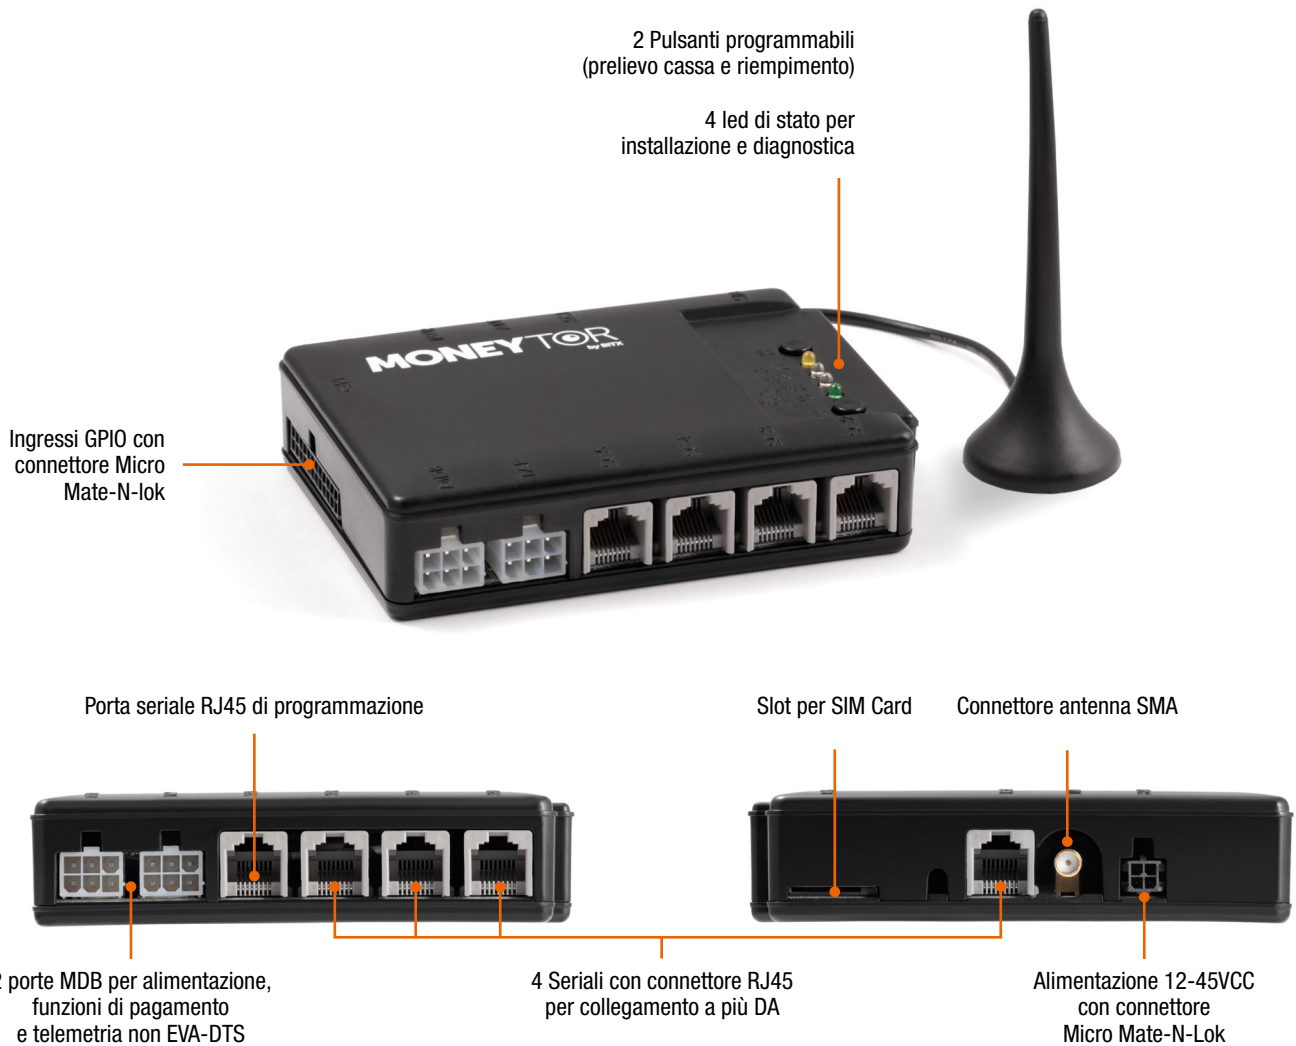 2 Pulsanti programmabili
(prelievo cassa e riempimento)
4 led di stato per
installazione e diagnostica
MONEYTOR
by BITX
Ingressi GPIO con
connettore Micro
Mate-N-lok
Porta seriale RJ45 di programmazione
Slot per SIM Card
Connettore antenna SMA
2 porte MDB per alimentazione,
funzioni di pagamento
e telemetria non EVA-DTS
4 Seriali con connettore RJ45
per collegamento a più DA
Alimentazione 12-45VCC
con connettore
Micro Mate-N-Lok